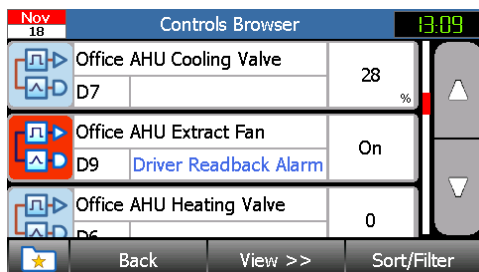 Nov
18
Controls Browser
13:09
Office AHU Cooling Valve
D7
28
%
Office AHU Extract Fan
D9
Driver Readback Alarm
On
Office AHU Heating Valve
D6
0
Back
View >>
Sort/Filter